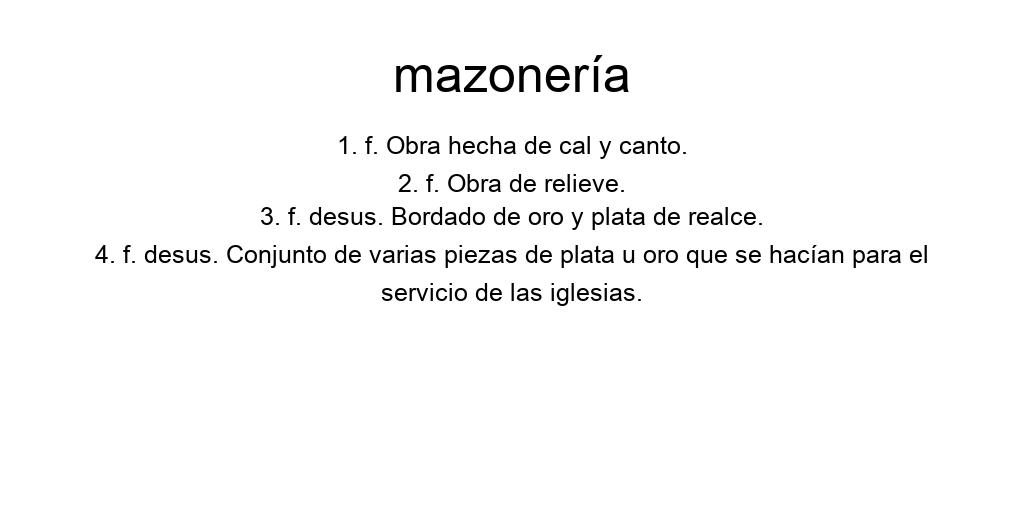 mazonería
1. f. Obra hecha de cal y canto.
2. f. Obra de relieve.
3. f. desus. Bordado de oro y plata de realce.
4. f. desus. Conjunto de varias piezas de plata u oro que se hacían para el
servicio de las iglesias.